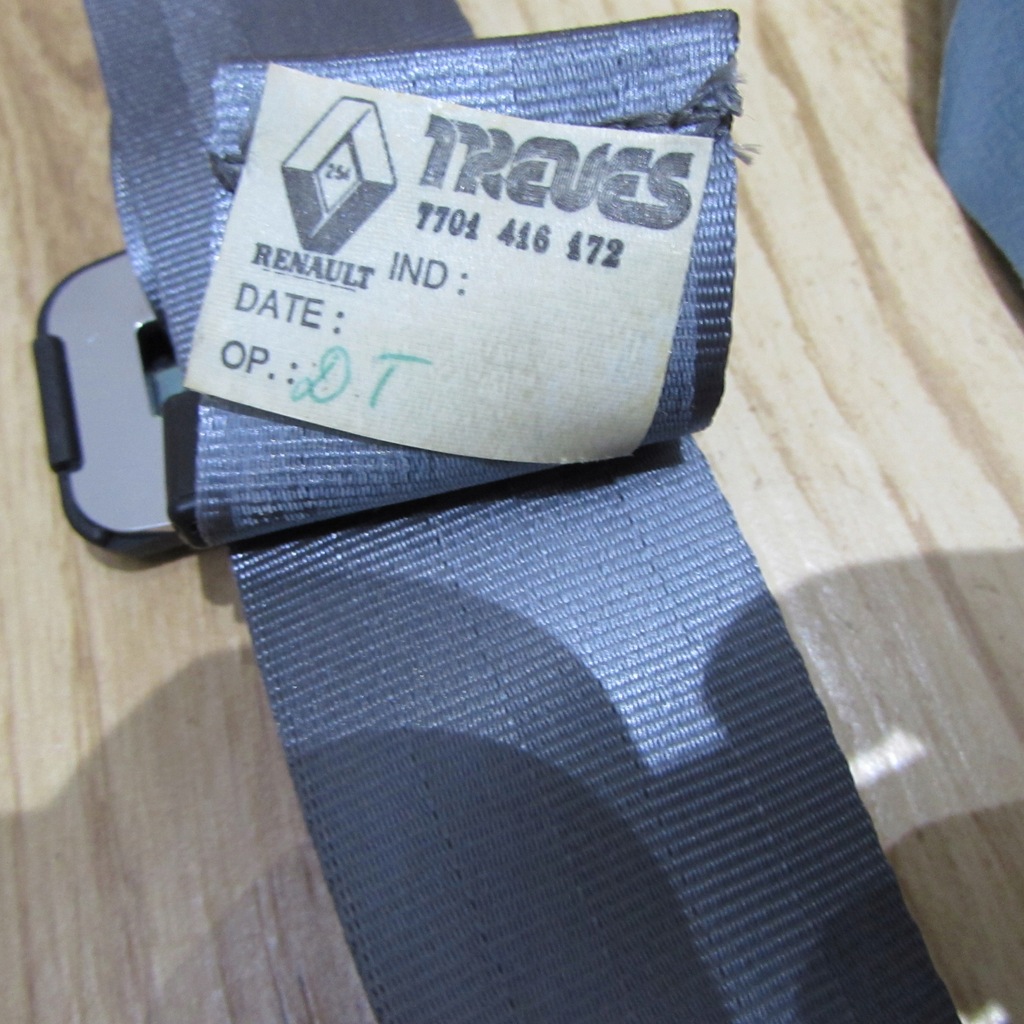 TREVES
7701 416 172
RENAULT IND :
DATE :
OP. : DT